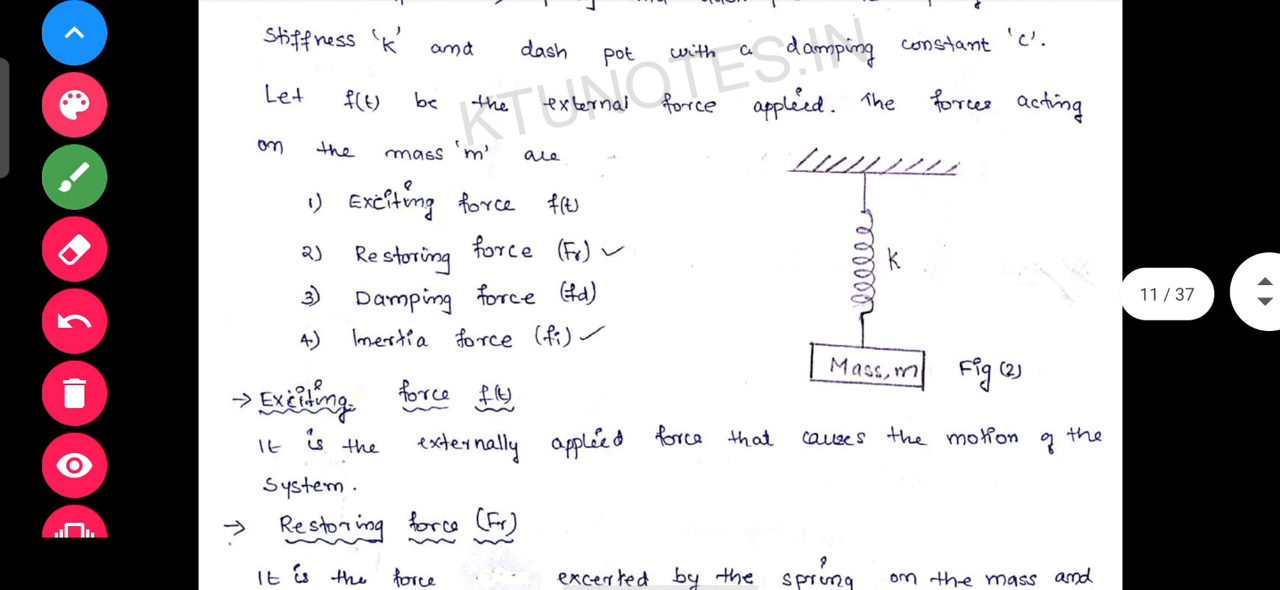 stiffness 'k' and dash pot with a damping constant 'c'.
Let f(t) be the external force applied. The forces acting
on the mass 'm' are
1) Exciting force f(t)
2) Restoring force (Fr) ✓
3) Damping force (fd)
4) Inertia force (fi) ✓
K
Mass, m
Fig (2)
→ Exciting force f(t)
It is the externally applied force that causes the motion of the
system.
→ Restoring force (Fr)
It is the force excerted by the spring on the mass and
KTUNOTES.IN
11 / 37